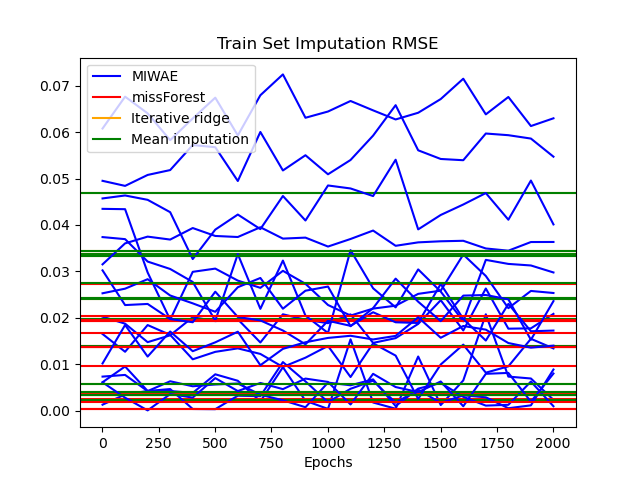 Train Set Imputation RMSE
MIWAE
missForest
Iterative ridge
Mean imputation
0.07
0.06
0.05
0.04
0.03
0.02
0.01
0.00
0 250 500 750 1000 1250 1500 1750 2000
Epochs